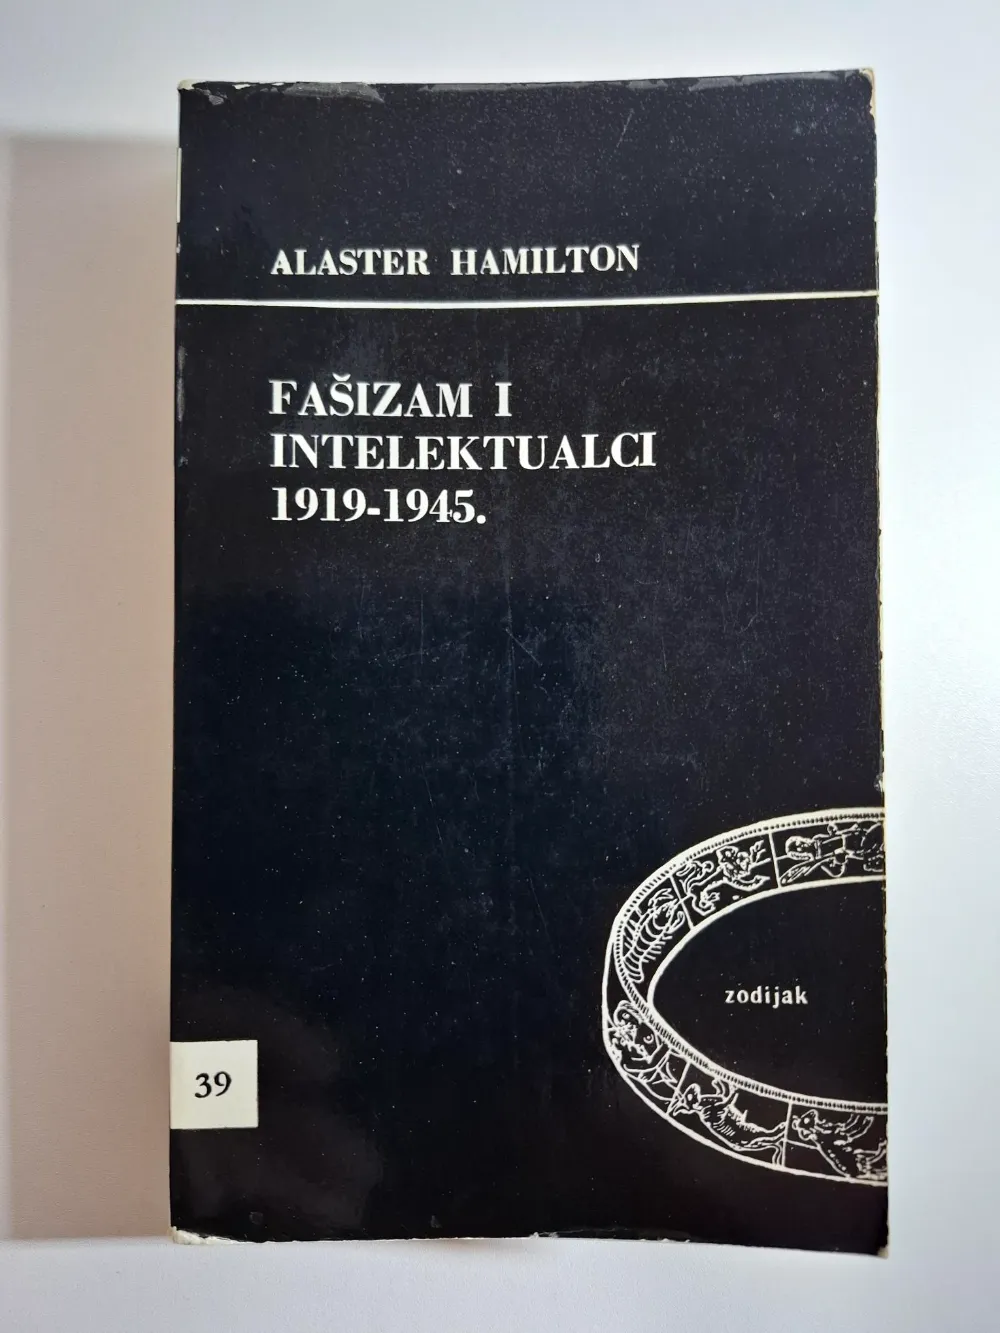 ALASTER HAMILTON
FAŠIZAM I
INTELEKTUALCI
1919-1945.
zodijak
39